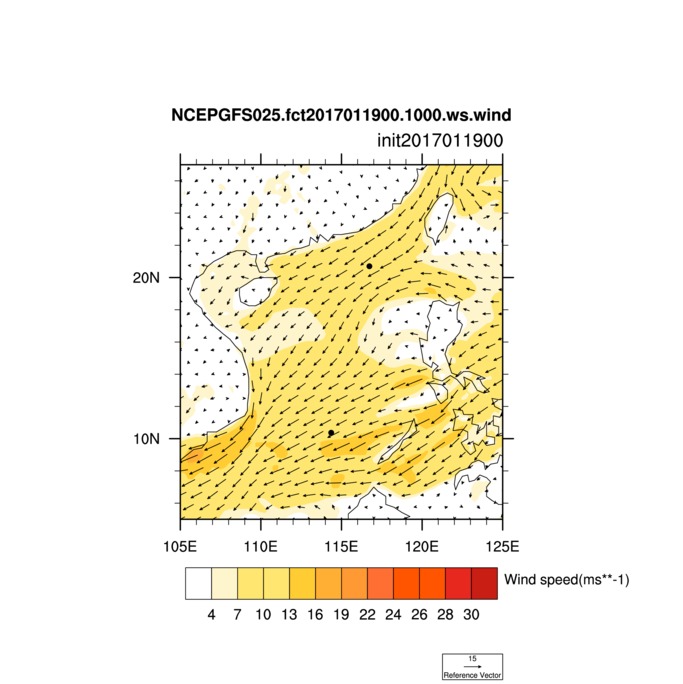 NCEPGFS025.fct2017011900.1000.ws.wind
init2017011900
20N
10N
105E 110E 115E 120E 125E
Wind speed(ms**-1)
4 7 10 13 16 19 22 24 26 28 30
15
Reference Vector